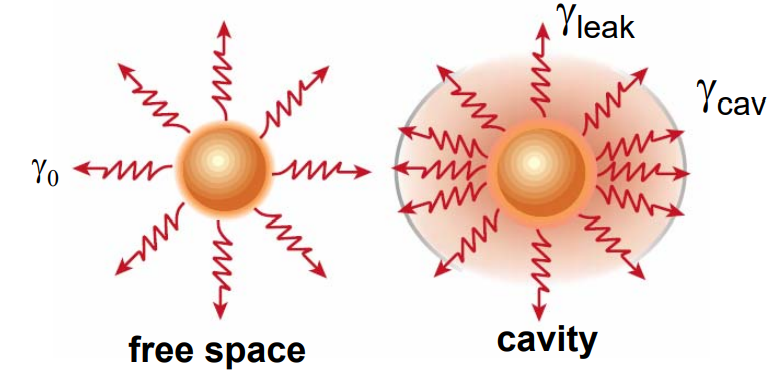 γleak
γcav
γ0
free space
cavity